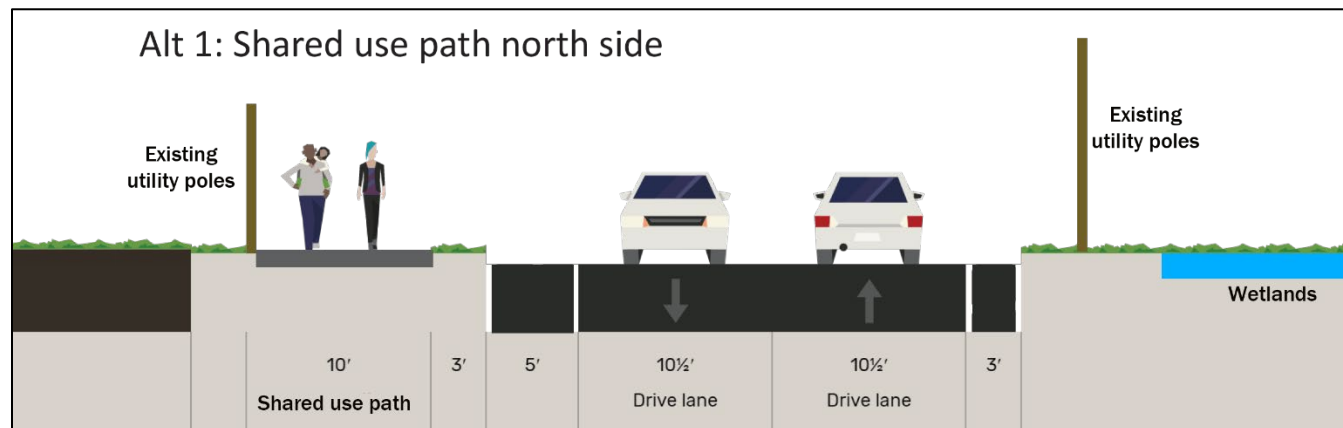 Alt 1: Shared use path north side
Existing
utility poles
Existing
utility poles
Wetlands
10′
3′
5′
10½′
10½′
3′
Shared use path
Drive lane
Drive lane